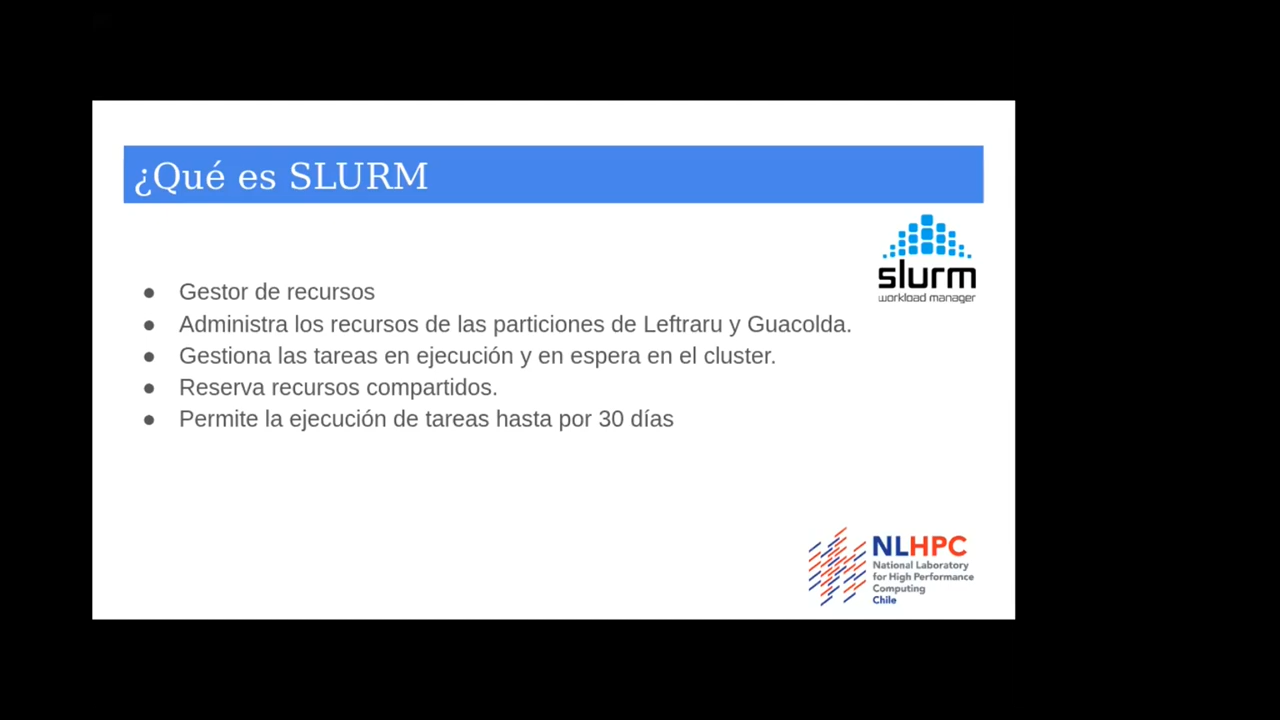 ¿Qué es SLURM
slurm
workload manager
● Gestor de recursos
● Administra los recursos de las particiones de Leftraru y Guacolda.
● Gestiona las tareas en ejecución y en espera en el cluster.
● Reserva recursos compartidos.
● Permite la ejecución de tareas hasta por 30 días
NLHPC
National Laboratory
for High Performance
Computing
Chile